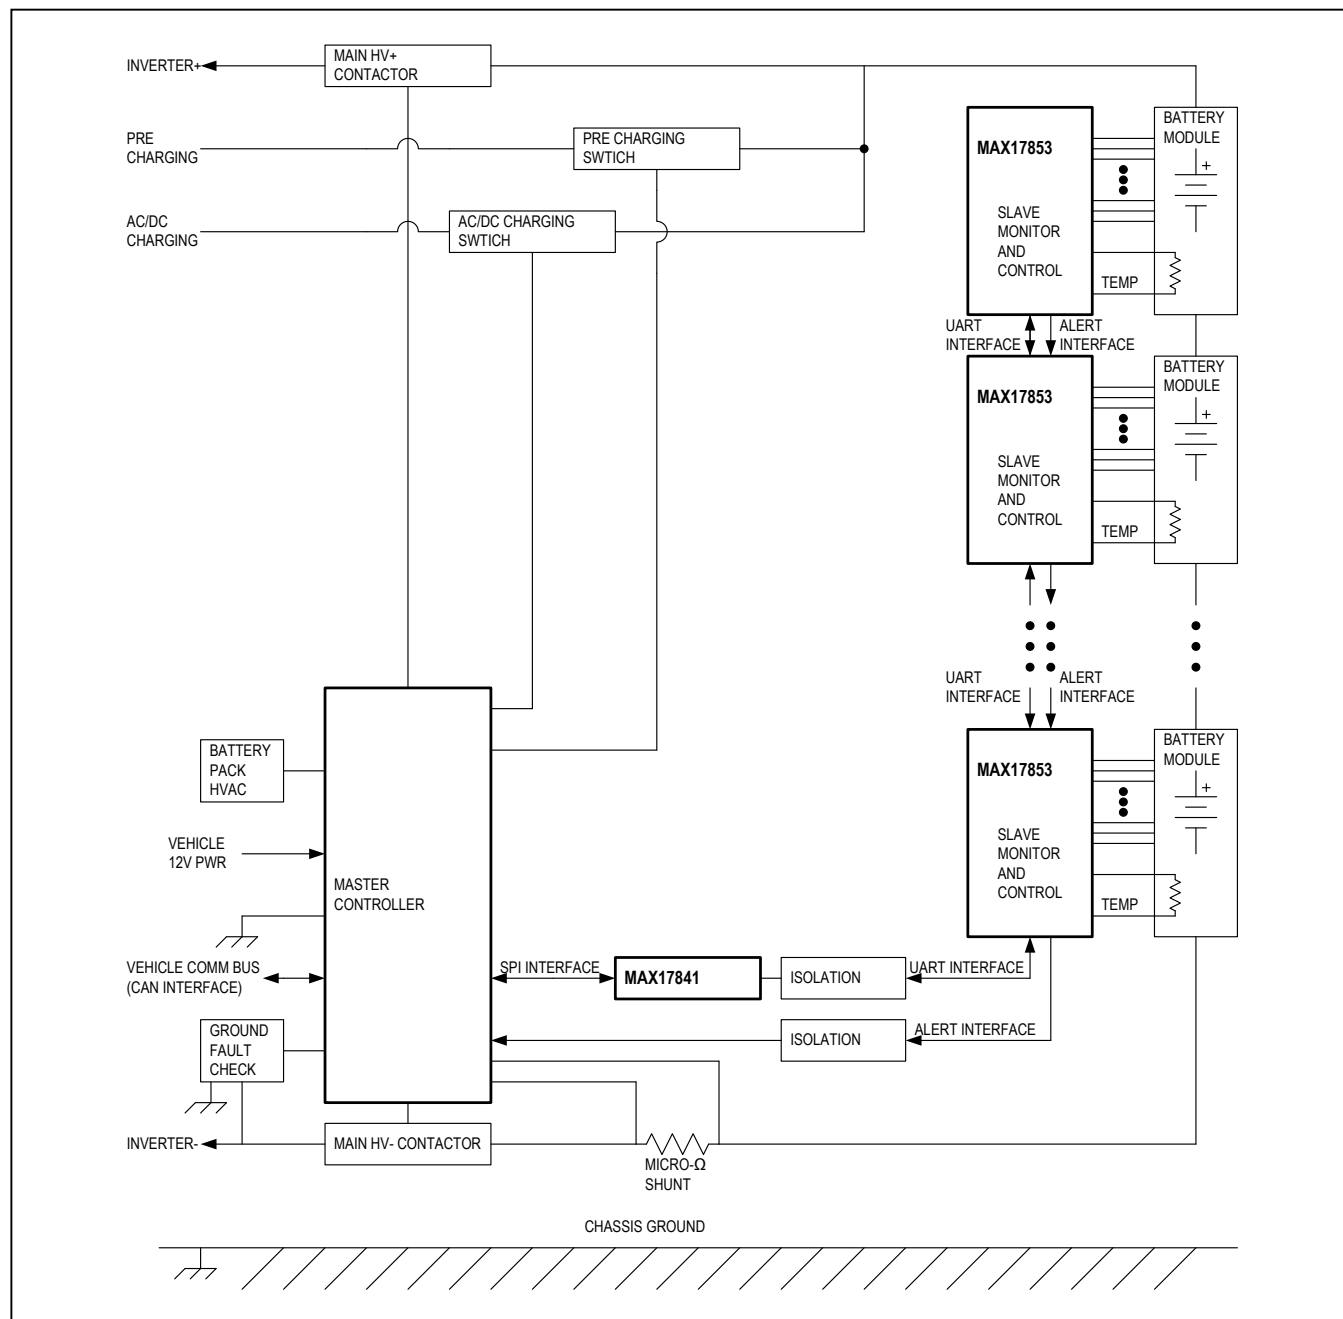 MAIN HV+
CONTACTOR
INVERTER+
PRE
CHARGING
PRE CHARGING
SWTICH
AC/DC
CHARGING
AC/DC CHARGING
SWTICH
MAX17853
SLAVE
MONITOR
AND
CONTROL
BATTERY
MODULE
+
TEMP
UART
INTERFACE
ALERT
INTERFACE
MAX17853
SLAVE
MONITOR
AND
CONTROL
BATTERY
MODULE
+
TEMP
UART
INTERFACE
ALERT
INTERFACE
MAX17853
SLAVE
MONITOR
AND
CONTROL
BATTERY
MODULE
+
TEMP
BATTERY
PACK
HVAC
VEHICLE
12V PWR
MASTER
CONTROLLER
VEHICLE COMM BUS
(CAN INTERFACE)
SPI INTERFACE
MAX17841
ISOLATION
UART INTERFACE
GROUND
FAULT
CHECK
ISOLATION
ALERT INTERFACE
INVERTER-
MAIN HV- CONTACTOR
MICRO-Ω
SHUNT
CHASSIS GROUND